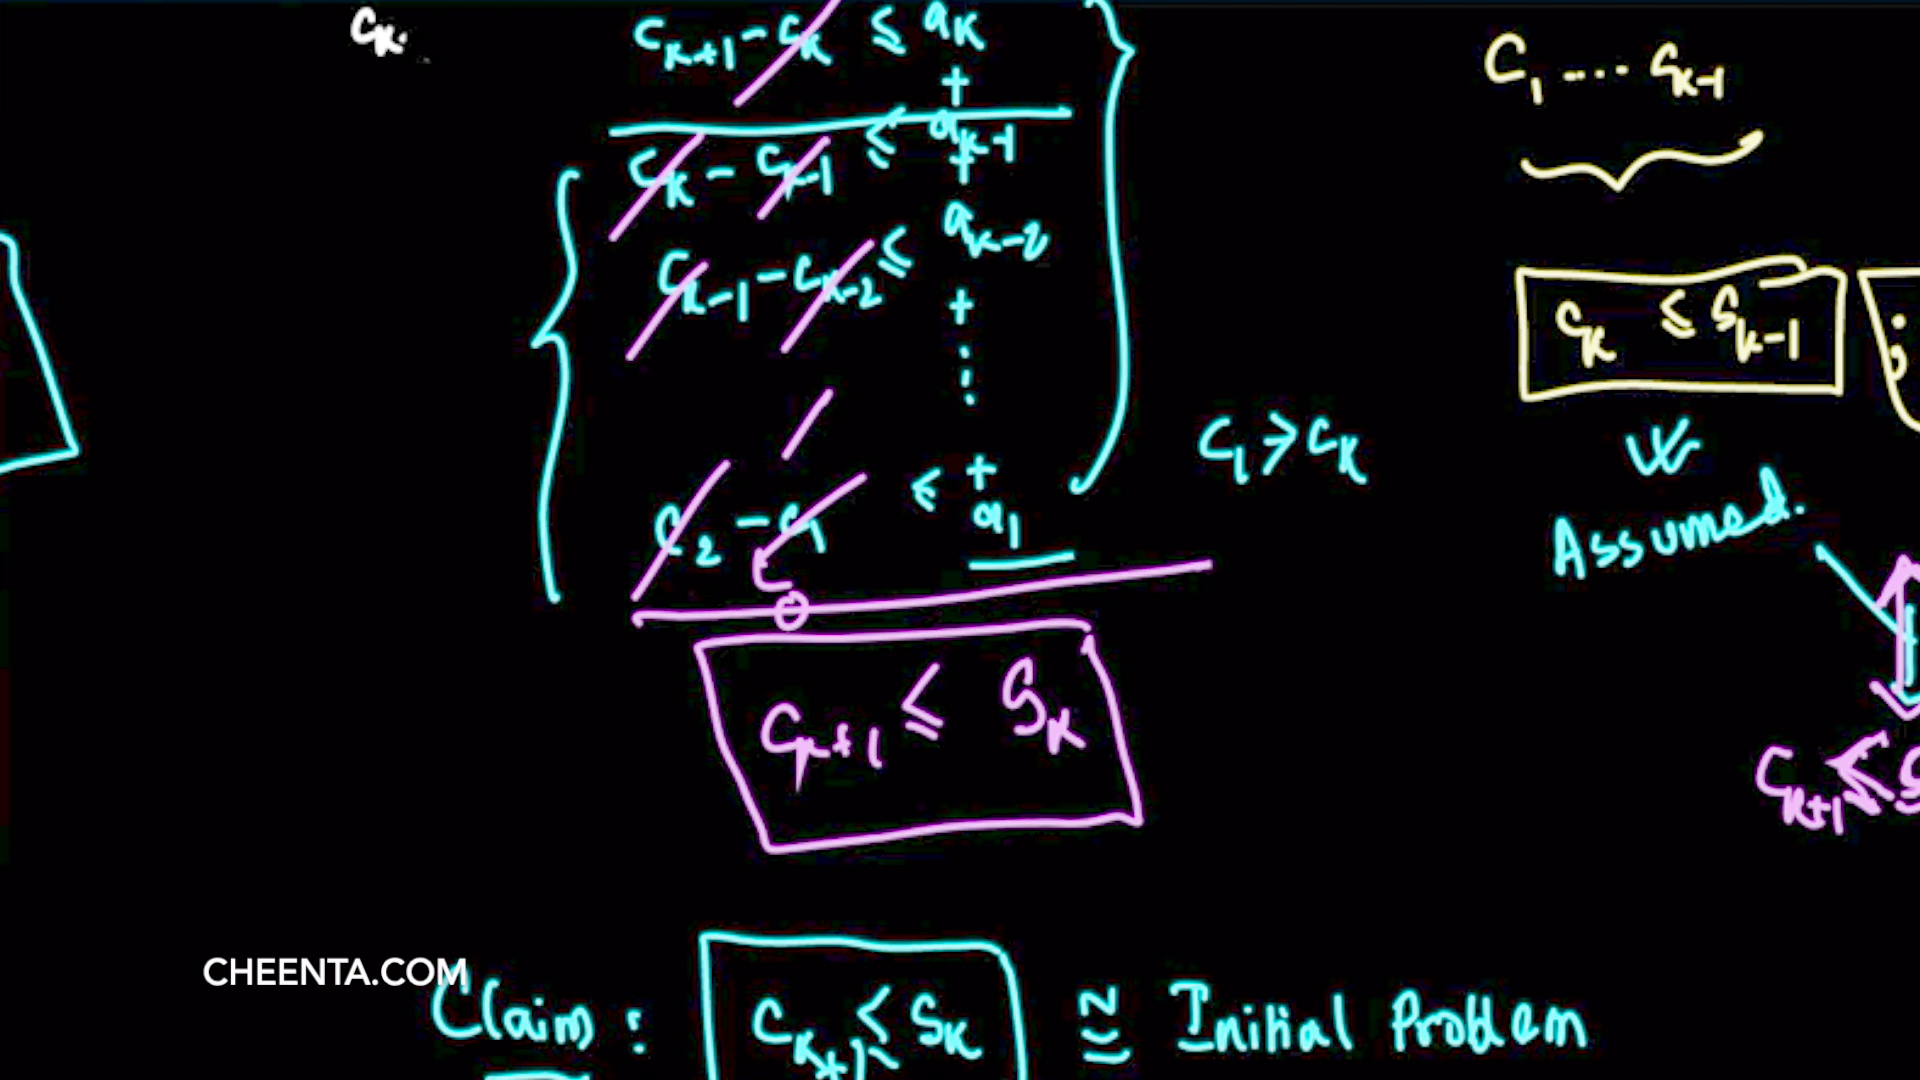 c_k.
c_{k+1} - c_k ≤ a_k
+
c_k - c_{k-1} ≤ a_{k-1}
+
c_{k-1} - c_{k-2} ≤ a_{k-2}
+
⋮
+
c_2 - c_1 ≤ a_1
0
c_{k+1} ≤ S_k
c_1 > c_k
C_1 .... c_{k-1}
c_k ≤ S_{k-1}
Assumed.
c_{k+1} ≤ S
CHEENTA.COM
Claim: c_{k+1} ≤ S_k ≅ Initial Problem